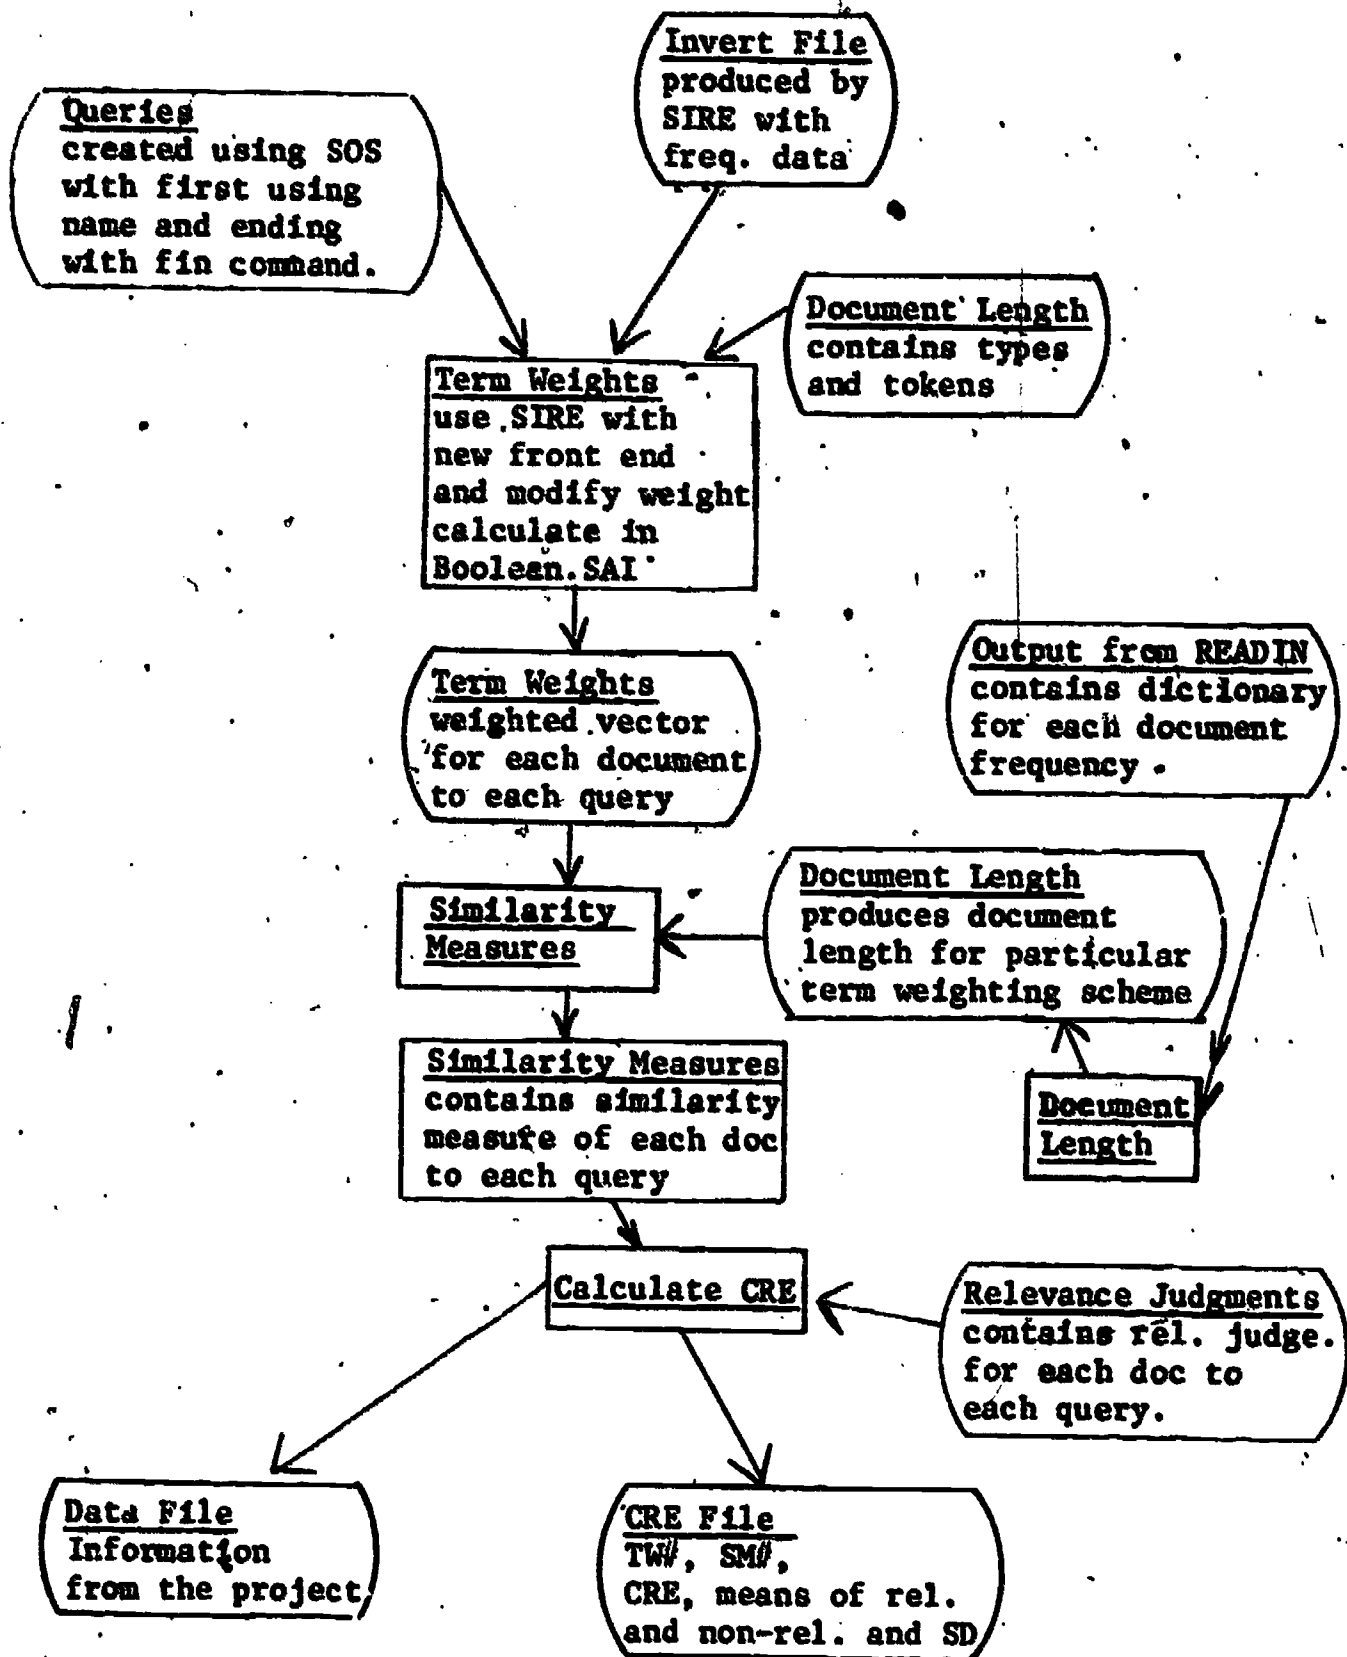 Invert File
produced by
SIRE with
freq. data
Queries
created using SOS
with first using
name and ending
with fin command.
Document Length
contains types
and tokens
Term Weights
use SIRE with
new front end
and modify weight
calculate in
Boolean.SAI
Output from READIN
contains dictionary
for each document
frequency.
Term Weights
weighted vector
for each document
to each query
Document Length
produces document
length for particular
term weighting scheme
Similarity
Measures
Similarity Measures
contains similarity
measure of each doc
to each query
Document
Length
Calculate CRE
Relevance Judgments
contains rel. judge.
for each doc to
each query.
Data File
Information
from the project
CRE File
TW#, SM#,
CRE, means of rel.
and non-rel. and SD